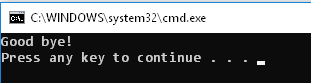 C:\WINDOWS\system32\cmd.exe
Good bye!
Press any key to continue . . .